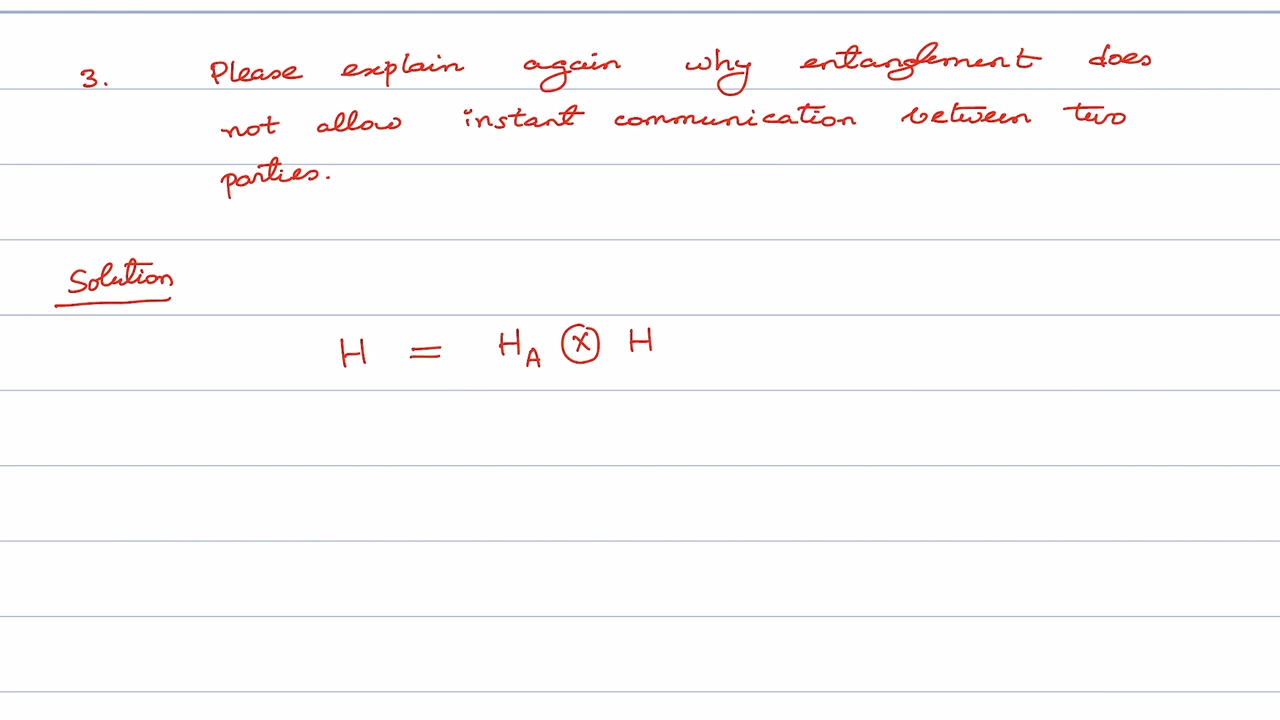 3. Please explain again why entanglement does
not allow instant communication between two
parties.
Solution
H = H_A ⊗ H